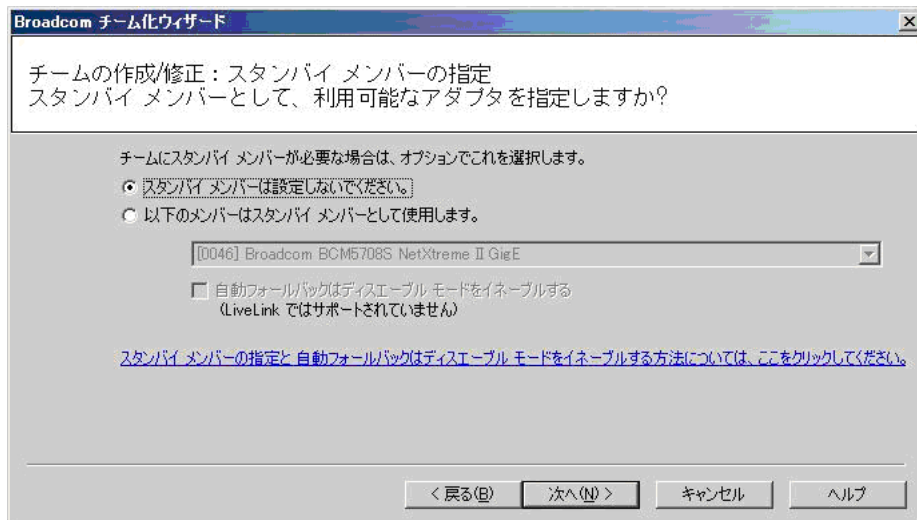 Broadcom チーム化ウィザード
チームの作成/修正：スタンバイ メンバーの指定
スタンバイ メンバーとして、利用可能なアダプタを指定しますか?
チームにスタンバイ メンバーが必要な場合は、オプションでこれを選択します。
スタンバイ メンバーは設定しないでください。
以下のメンバーはスタンバイ メンバーとして使用します。
[0046] Broadcom BCM5708S NetXtreme II GigE
自動フォールバックはディスエーブル モードをイネーブルする
(LiveLink ではサポートされていません)
スタンバイ メンバーの指定と 自動フォールバックはディスエーブル モードをイネーブルする方法については、ここをクリックしてください。
< 戻る(B) 次へ(N) > キャンセル ヘルプ